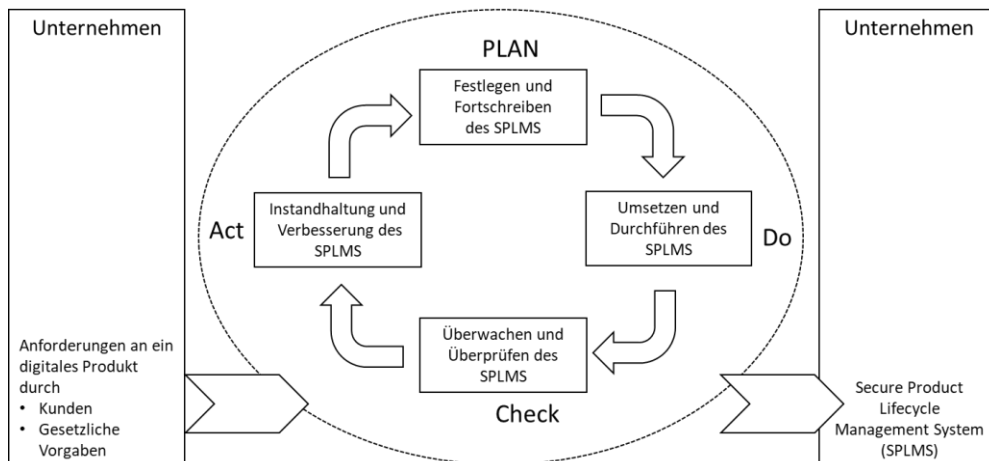 Unternehmen
Anforderungen an ein
digitales Produkt
durch
• Kunden
• Gesetzliche
Vorgaben
PLAN
Festlegen und
Fortschreiben
des SPLMS
Act
Instandhaltung und
Verbesserung des
SPLMS
Umsetzen und
Durchführen des
SPLMS
Do
Überwachen und
Überprüfen des
SPLMS
Check
Unternehmen
Secure Product
Lifecycle
Management System
(SPLMS)